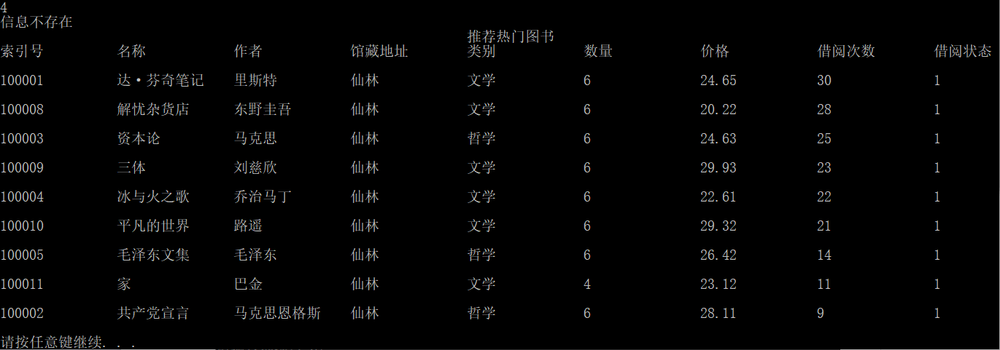 4
信息不存在
推荐热门图书
索引号 名称 作者 馆藏地址 类别 数量 价格 借阅次数 借阅状态
100001 达·芬奇笔记 里斯特 仙林 文学 6 24.65 30 1
100008 解忧杂货店 东野圭吾 仙林 文学 6 20.22 28 1
100003 资本论 马克思 仙林 哲学 6 24.63 25 1
100009 三体 刘慈欣 仙林 文学 6 29.93 23 1
100004 冰与火之歌 乔治马丁 仙林 文学 6 22.61 22 1
100010 平凡的世界 路遥 仙林 文学 6 29.32 21 1
100005 毛泽东文集 毛泽东 仙林 哲学 6 26.42 14 1
100011 家 巴金 仙林 文学 4 23.12 11 1
100002 共产党宣言 马克思恩格斯 仙林 哲学 6 28.11 9 1
请按任意键继续. . .